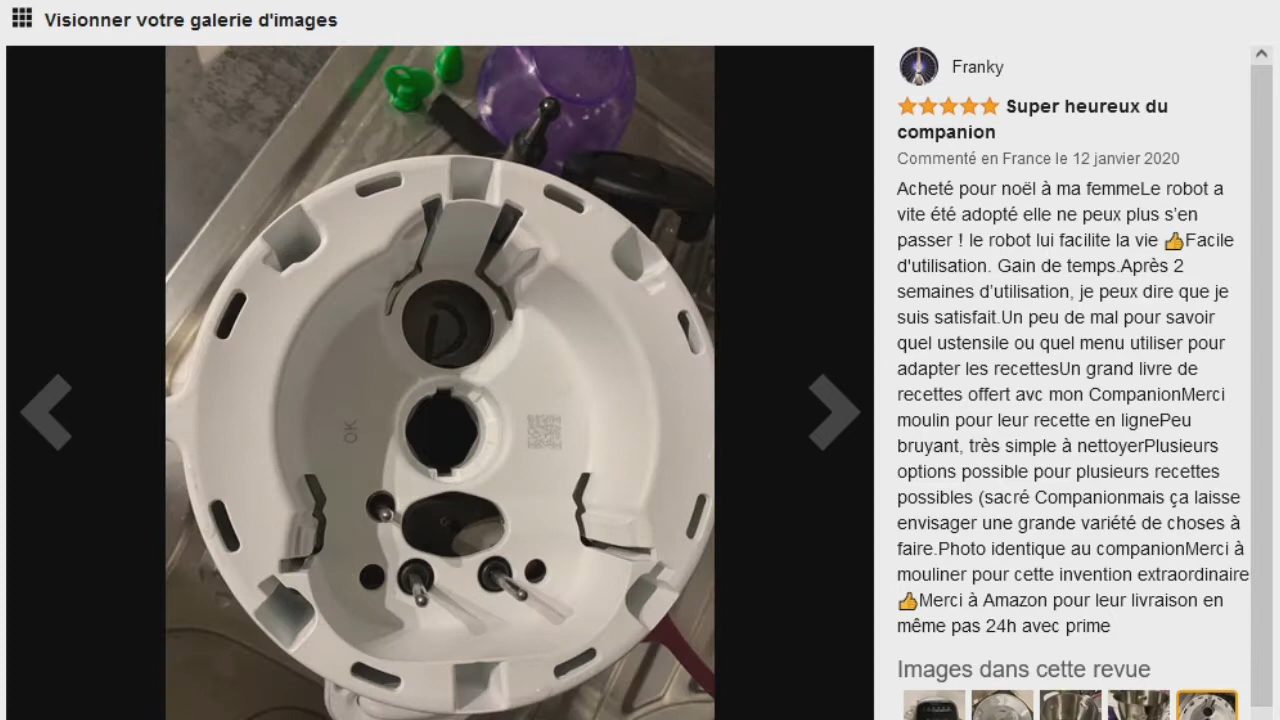 Visionner votre galerie d'images
OK
Franky
Super heureux du
companion
Commenté en France le 12 janvier 2020
Acheté pour noël à ma femmeLe robot a
vite été adopté elle ne peux plus s'en
passer ! le robot lui facilite la vie 👍Facile
d'utilisation. Gain de temps.Après 2
semaines d'utilisation, je peux dire que je
suis satisfait.Un peu de mal pour savoir
quel ustensile ou quel menu utiliser pour
adapter les recettesUn grand livre de
recettes offert avc mon CompanionMerci
moulin pour leur recette en lignePeu
bruyant, très simple à nettoyerPlusieurs
options possible pour plusieurs recettes
possibles (sacré Companionmais ça laisse
envisager une grande variété de choses à
faire.Photo identique au companionMerci à
mouliner pour cette invention extraordinaire
👍Merci à Amazon pour leur livraison en
même pas 24h avec prime
Images dans cette revue